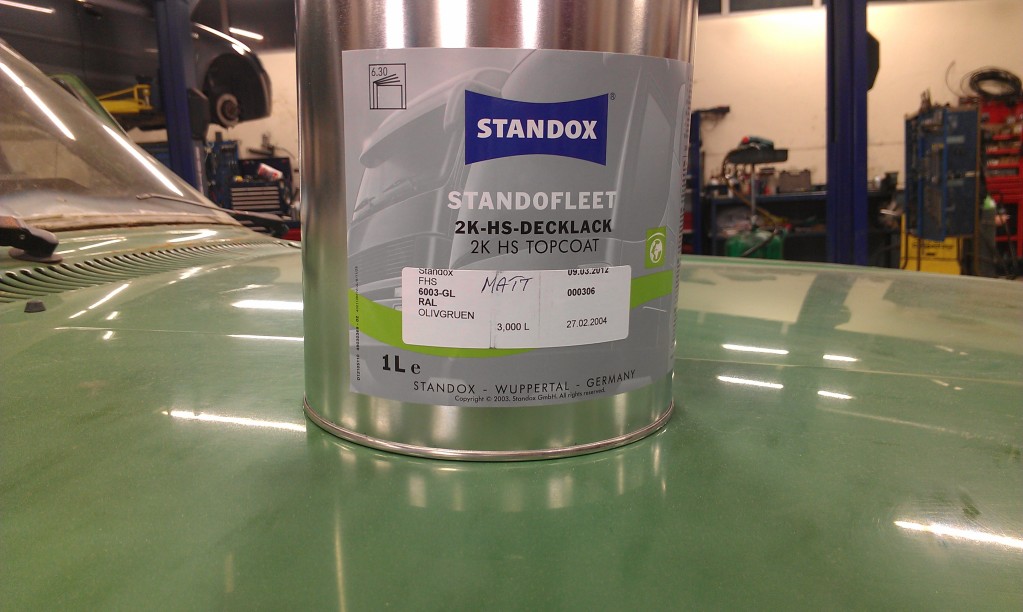 6.30
STANDOX®
STANDOFLEET
2K-HS-DECKLACK
2K HS TOPCOAT
Standox 09.03.2012
FHS MATT
6003-GL 000306
RAL
OLIVGRUEN
3,000 L 27.02.2004
1L e
STANDOX - WUPPERTAL - GERMANY
Copyright © 2003, Standox GmbH. All rights reserved.